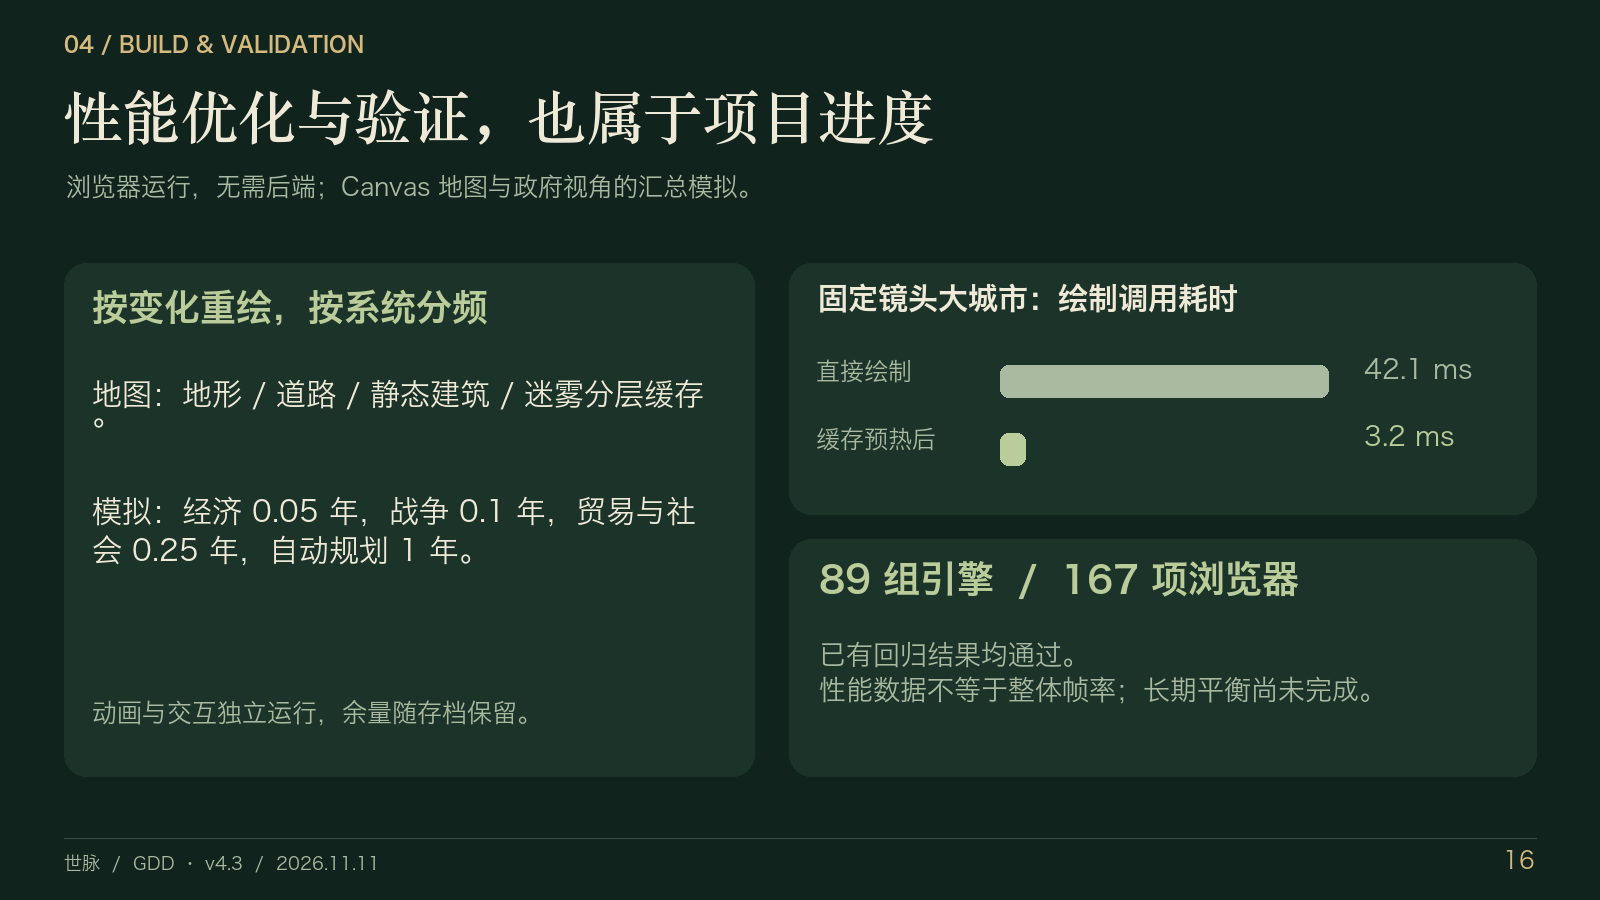 04 / BUILD & VALIDATION
性能优化与验证，也属于项目进度
浏览器运行，无需后端；Canvas 地图与政府视角的汇总模拟。
按变化重绘，按系统分频
地图：地形 / 道路 / 静态建筑 / 迷雾分层缓存
。
模拟：经济 0.05 年，战争 0.1 年，贸易与社
会 0.25 年，自动规划 1 年。
动画与交互独立运行，余量随存档保留。
固定镜头大城市：绘制调用耗时
直接绘制 42.1 ms
缓存预热后 3.2 ms
89 组引擎 / 167 项浏览器
已有回归结果均通过。
性能数据不等于整体帧率；长期平衡尚未完成。
世脉 / GDD · v4.3 / 2026.11.11
16